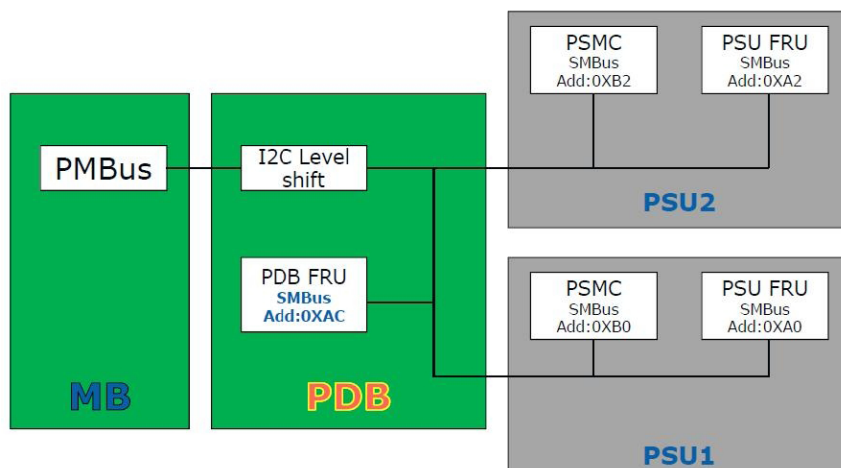 PMBus
MB
I2C Level
shift
PDB FRU
SMBus
Add:0XAC
PDB
PSMC
SMBus
Add:0XB2
PSU FRU
SMBus
Add:0XA2
PSU2
PSMC
SMBus
Add:0XB0
PSU FRU
SMBus
Add:0XA0
PSU1